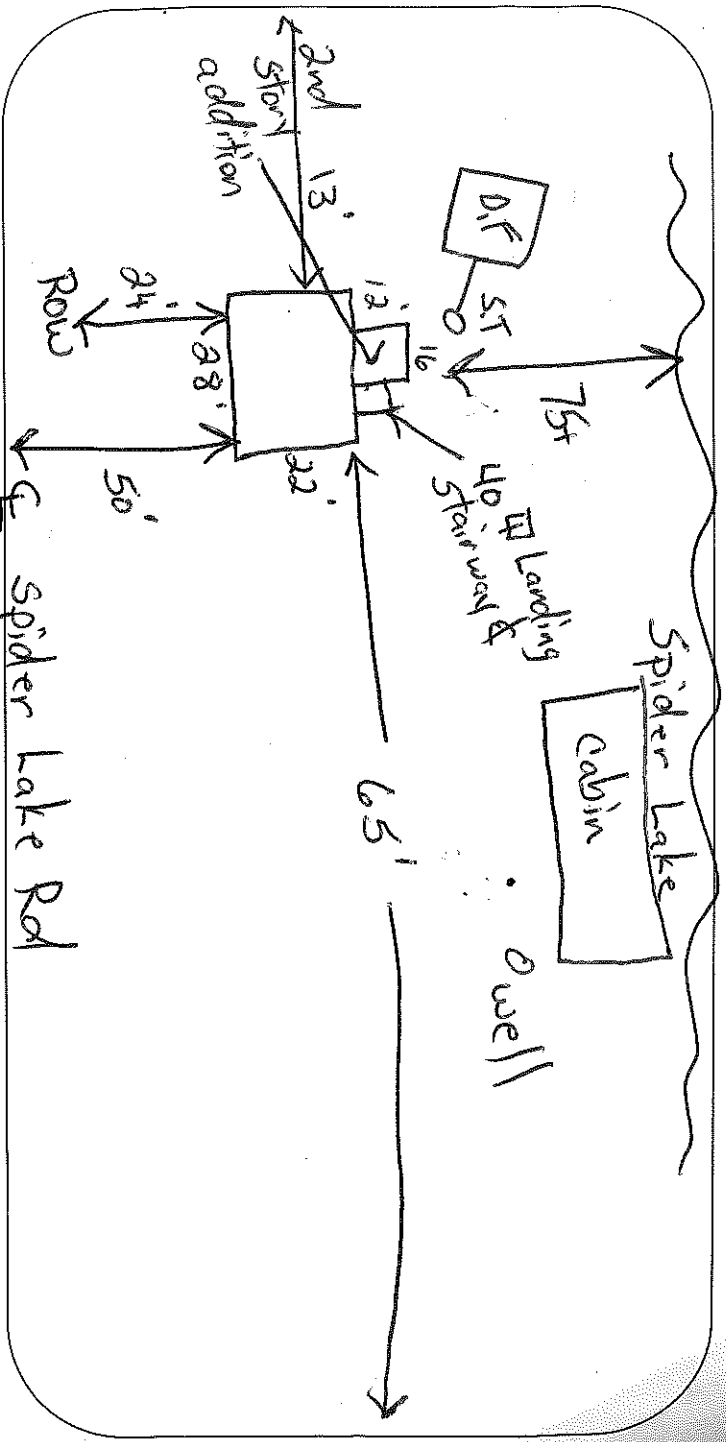 Spider Lake
75+
Cabin
D.F
S.T
o well
40 ⌷ Landing
Stairway &
16
12'
2nd
Story
addition
13'
65'
22'
28'
24'
ROW
50'
℄ Spider Lake Rd